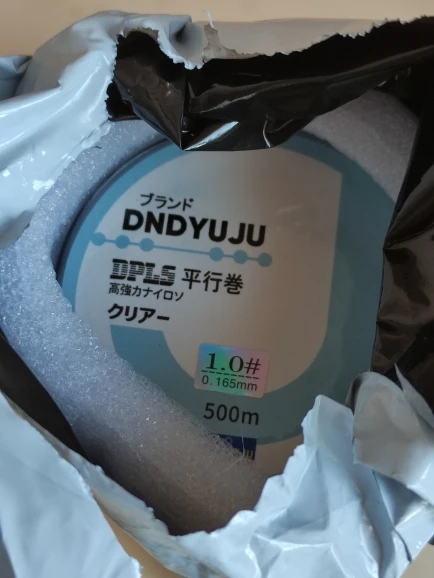 ブランド
DNDYUJU
DPLS 平行巻
高強力ナイロソ
クリアー
1.0#
0.165mm
500m